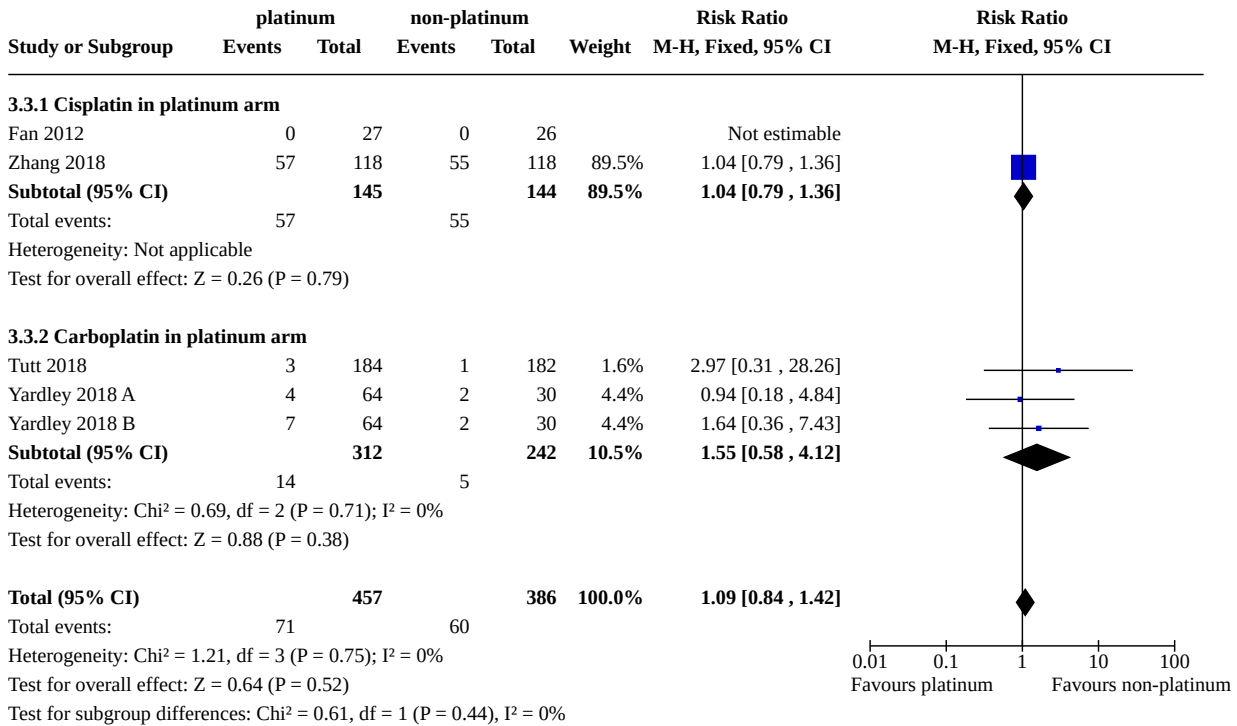 platinum non-platinum Risk Ratio Risk Ratio
Study or Subgroup Events Total Events Total Weight M-H, Fixed, 95% CI M-H, Fixed, 95% CI
3.3.1 Cisplatin in platinum arm
Fan 2012 0 27 0 26 Not estimable
Zhang 2018 57 118 55 118 89.5% 1.04 [0.79 , 1.36]
Subtotal (95% CI) 145 144 89.5% 1.04 [0.79 , 1.36]
Total events: 57 55
Heterogeneity: Not applicable
Test for overall effect: Z = 0.26 (P = 0.79)
3.3.2 Carboplatin in platinum arm
Tutt 2018 3 184 1 182 1.6% 2.97 [0.31 , 28.26]
Yardley 2018 A 4 64 2 30 4.4% 0.94 [0.18 , 4.84]
Yardley 2018 B 7 64 2 30 4.4% 1.64 [0.36 , 7.43]
Subtotal (95% CI) 312 242 10.5% 1.55 [0.58 , 4.12]
Total events: 14 5
Heterogeneity: Chi² = 0.69, df = 2 (P = 0.71); I² = 0%
Test for overall effect: Z = 0.88 (P = 0.38)
Total (95% CI) 457 386 100.0% 1.09 [0.84 , 1.42]
Total events: 71 60
Heterogeneity: Chi² = 1.21, df = 3 (P = 0.75); I² = 0%
Test for overall effect: Z = 0.64 (P = 0.52)
Test for subgroup differences: Chi² = 0.61, df = 1 (P = 0.44), I² = 0%
0.01 0.1 1 10 100
Favours platinum Favours non-platinum